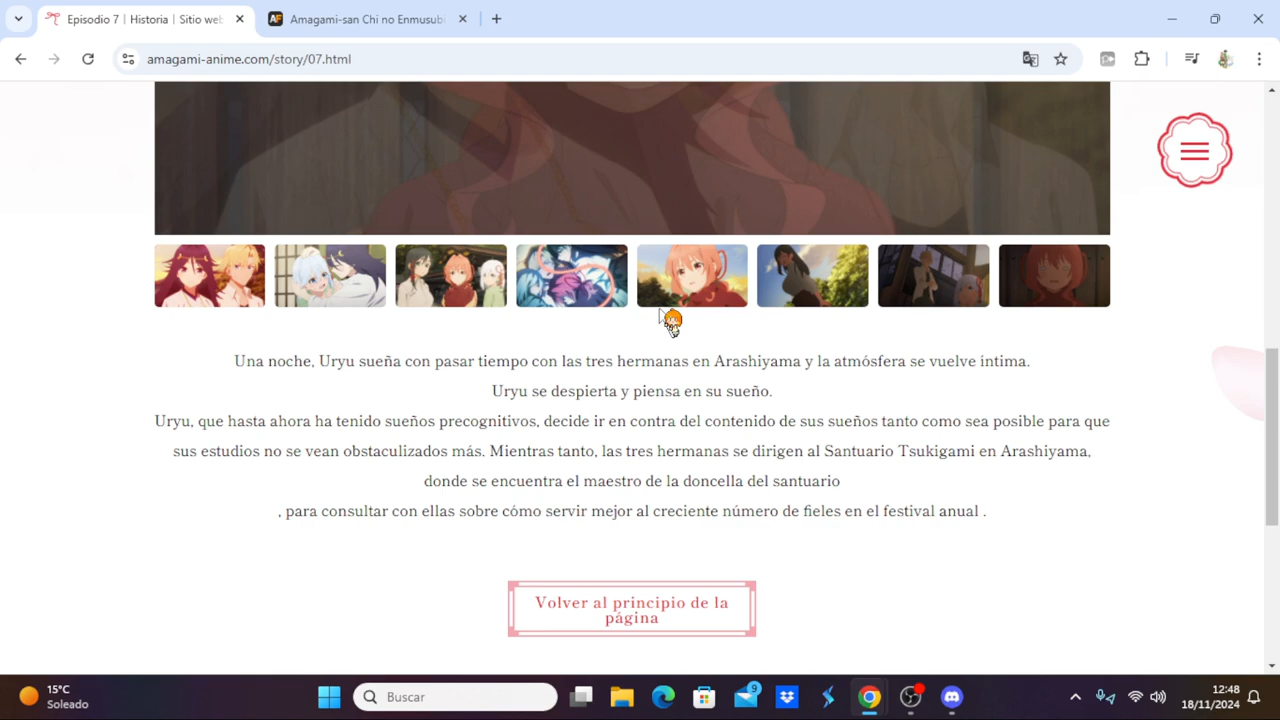 Episodio 7 | Historia | Sitio web
Amagami-san Chi no Enmusubi
amagami-anime.com/story/07.html
Una noche, Uryu sueña con pasar tiempo con las tres hermanas en Arashiyama y la atmósfera se vuelve íntima.
Uryu se despierta y piensa en su sueño.
Uryu, que hasta ahora ha tenido sueños precognitivos, decide ir en contra del contenido de sus sueños tanto como sea posible para que
sus estudios no se vean obstaculizados más. Mientras tanto, las tres hermanas se dirigen al Santuario Tsukigami en Arashiyama,
donde se encuentra el maestro de la doncella del santuario
, para consultar con ellas sobre cómo servir mejor al creciente número de fieles en el festival anual .
Volver al principio de la
página
15°C
Soleado
Buscar
9
12:48
18/11/2024